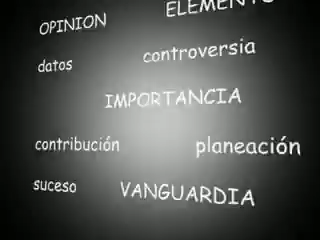 ELEMENTO
OPINION
controversia
datos
IMPORTANCIA
contribución
planeación
suceso
VANGUARDIA